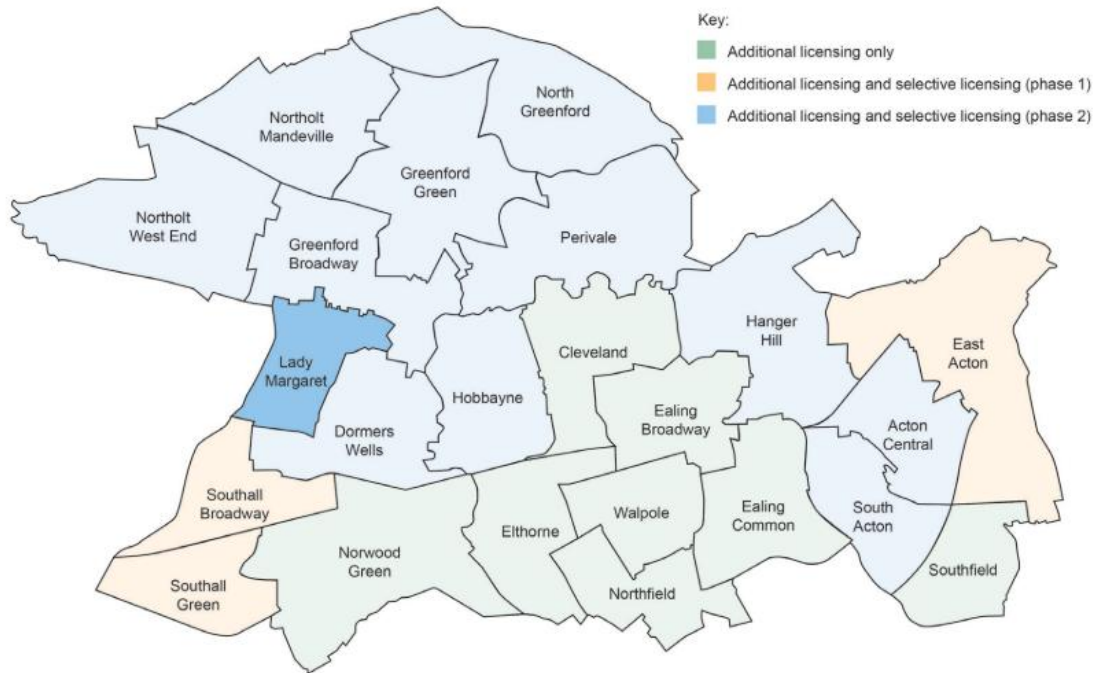 Key:
Additional licensing only
Additional licensing and selective licensing (phase 1)
Additional licensing and selective licensing (phase 2)
North
Greenford
Northolt
Mandeville
Greenford
Green
Northolt
West End
Greenford
Broadway
Perivale
Hanger
Hill
East
Acton
Cleveland
Lady
Margaret
Hobbayne
Ealing
Broadway
Acton
Central
Dormers
Wells
Southall
Broadway
Walpole
Ealing
Common
South
Acton
Elthorne
Norwood
Green
Southfield
Southall
Green
Northfield